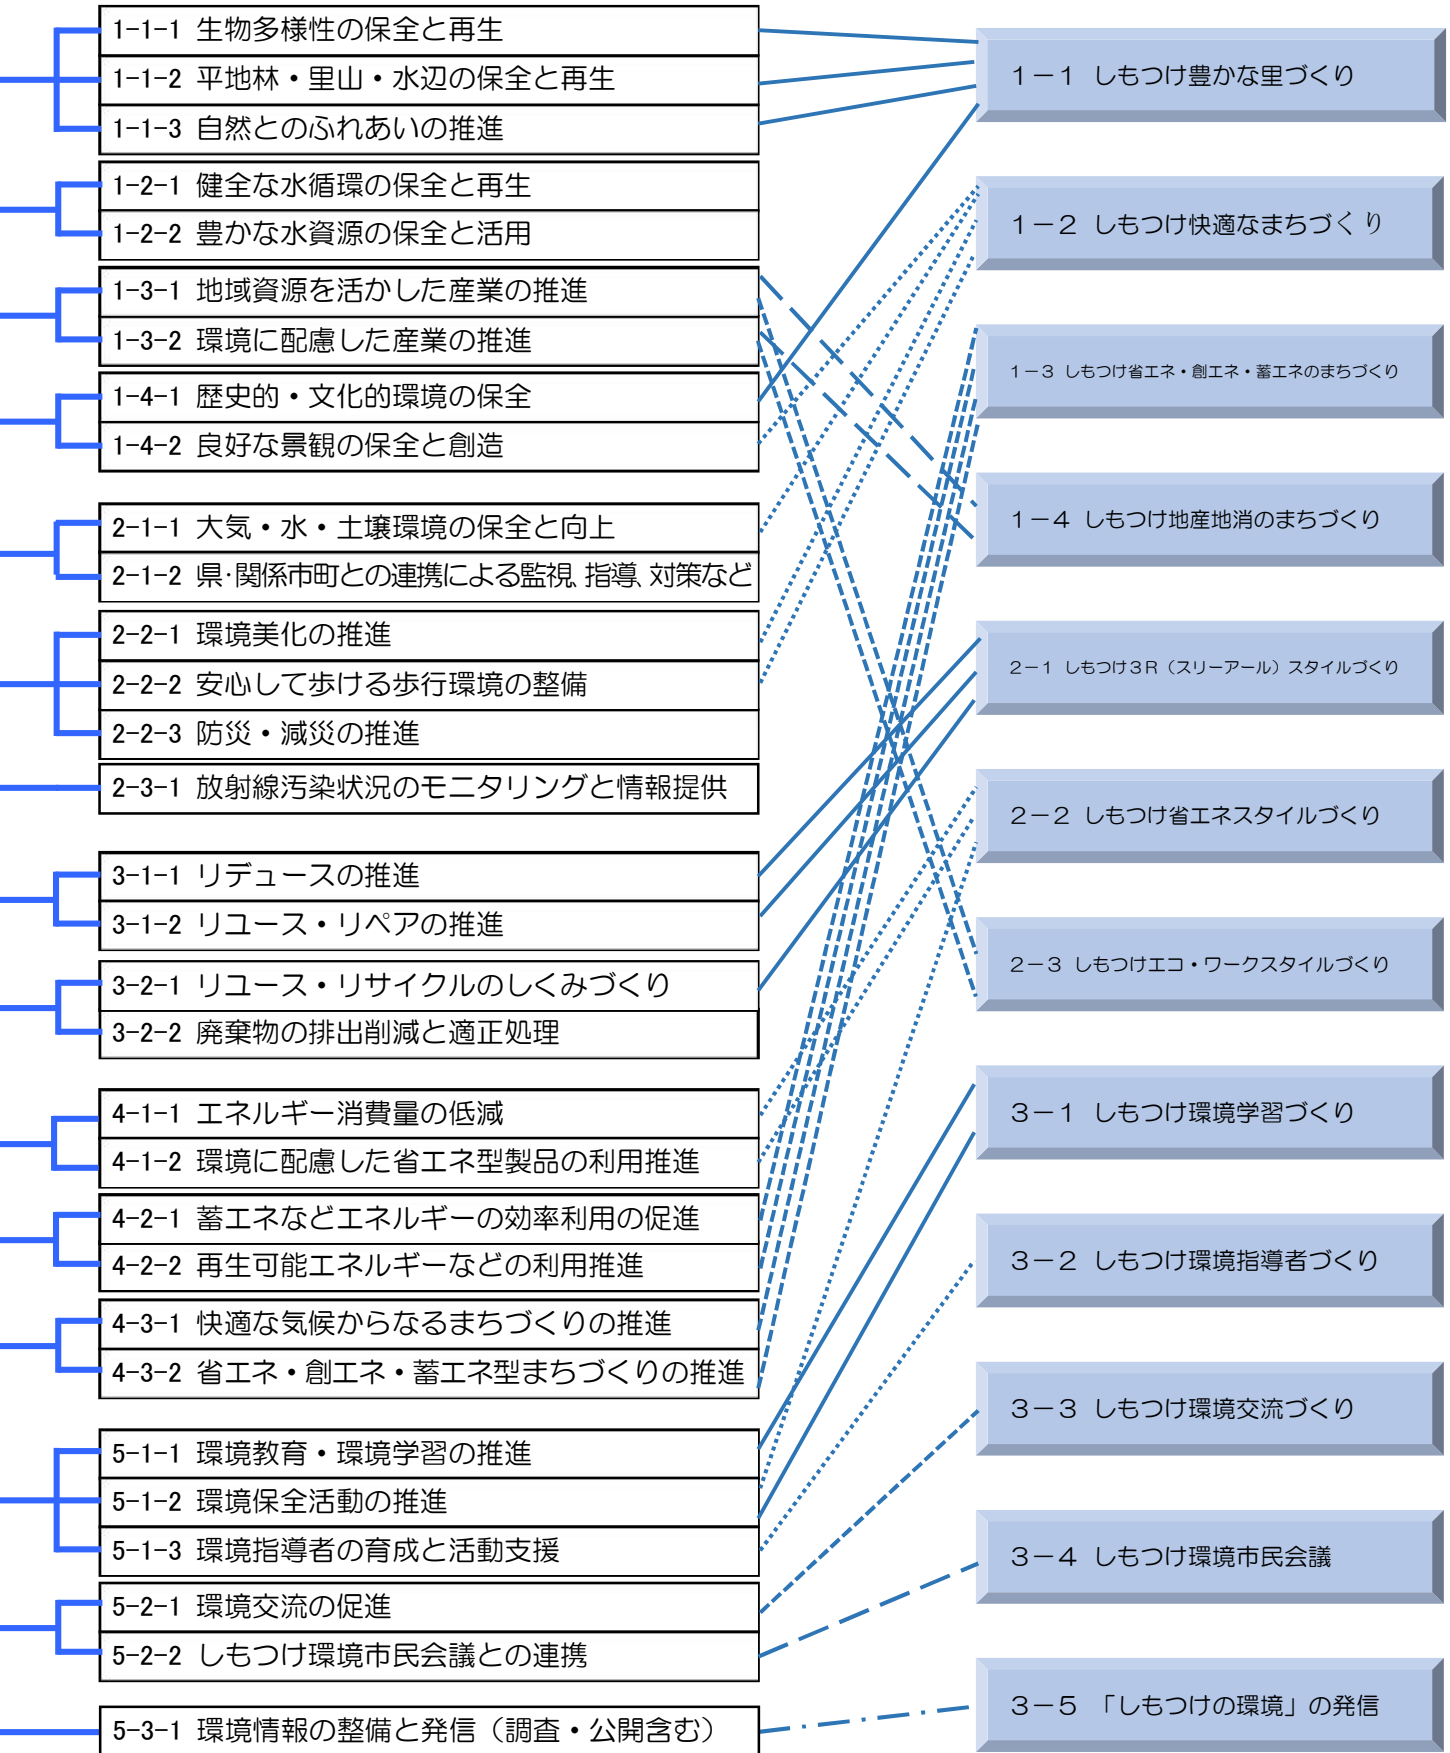 1-1-1 生物多様性の保全と再生
1-1-2 平地林・里山・水辺の保全と再生
1-1-3 自然とのふれあいの推進
1-2-1 健全な水循環の保全と再生
1-2-2 豊かな水資源の保全と活用
1-3-1 地域資源を活かした産業の推進
1-3-2 環境に配慮した産業の推進
1-4-1 歴史的・文化的環境の保全
1-4-2 良好な景観の保全と創造
2-1-1 大気・水・土壌環境の保全と向上
2-1-2 県・関係市町との連携による監視、指導、対策など
2-2-1 環境美化の推進
2-2-2 安心して歩ける歩行環境の整備
2-2-3 防災・減災の推進
2-3-1 放射線汚染状況のモニタリングと情報提供
3-1-1 リデュースの推進
3-1-2 リユース・リペアの推進
3-2-1 リユース・リサイクルのしくみづくり
3-2-2 廃棄物の排出削減と適正処理
4-1-1 エネルギー消費量の低減
4-1-2 環境に配慮した省エネ型製品の利用推進
4-2-1 蓄エネなどエネルギーの効率利用の促進
4-2-2 再生可能エネルギーなどの利用推進
4-3-1 快適な気候からなるまちづくりの推進
4-3-2 省エネ・創エネ・蓄エネ型まちづくりの推進
5-1-1 環境教育・環境学習の推進
5-1-2 環境保全活動の推進
5-1-3 環境指導者の育成と活動支援
5-2-1 環境交流の促進
5-2-2 しもつけ環境市民会議との連携
5-3-1 環境情報の整備と発信（調査・公開含む）
１－１ しもつけ豊かな里づくり
１－２ しもつけ快適なまちづくり
１－３ しもつけ省エネ・創エネ・蓄エネのまちづくり
１－４ しもつけ地産地消のまちづくり
２－１ しもつけ３Ｒ（スリーアール）スタイルづくり
２－２ しもつけ省エネスタイルづくり
２－３ しもつけエコ・ワークスタイルづくり
３－１ しもつけ環境学習づくり
３－２ しもつけ環境指導者づくり
３－３ しもつけ環境交流づくり
３－４ しもつけ環境市民会議
３－５ 「しもつけの環境」の発信